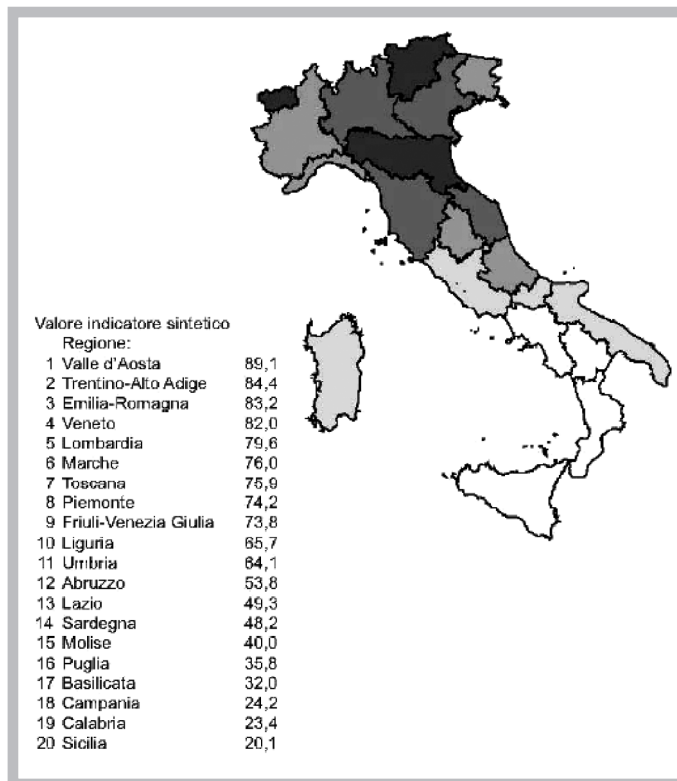 Valore indicatore sintetico
Regione:
1 Valle d'Aosta 89,1
2 Trentino-Alto Adige 84,4
3 Emilia-Romagna 83,2
4 Veneto 82,0
5 Lombardia 79,6
6 Marche 76,0
7 Toscana 75,9
8 Piemonte 74,2
9 Friuli-Venezia Giulia 73,8
10 Liguria 65,7
11 Umbria 64,1
12 Abruzzo 53,8
13 Lazio 49,3
14 Sardegna 48,2
15 Molise 40,0
16 Puglia 35,8
17 Basilicata 32,0
18 Campania 24,2
19 Calabria 23,4
20 Sicilia 20,1